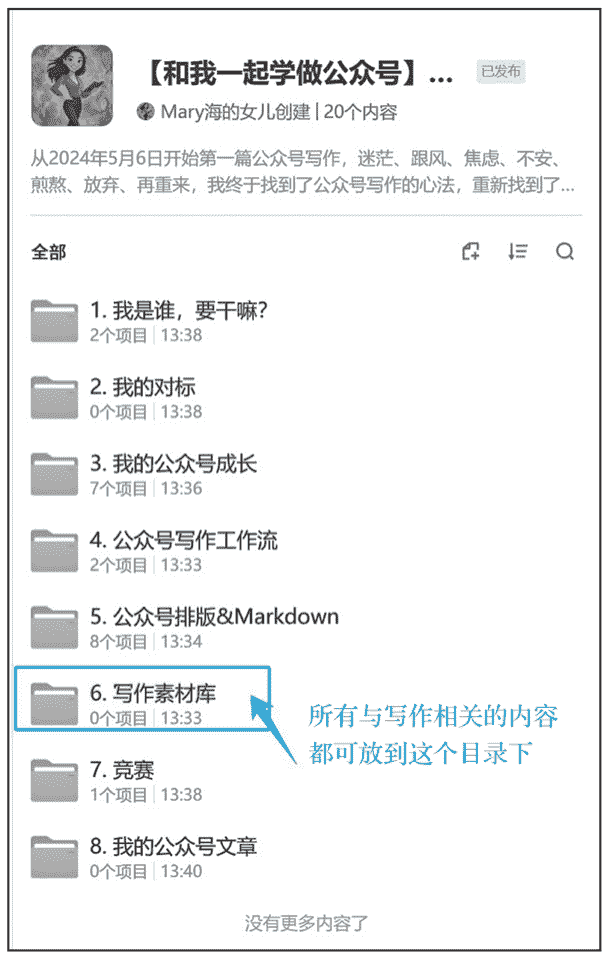 【和我一起学做公众号】... 已发布
Mary海的女儿创建 | 20个内容
从2024年5月6日开始第一篇公众号写作，迷茫、跟风、焦虑、不安、
煎熬、放弃、再重来，我终于找到了公众号写作的心法，重新找到了...
全部
1. 我是谁，要干嘛？
2个项目 | 13:38
2. 我的对标
0个项目 | 13:38
3. 我的公众号成长
7个项目 | 13:36
4. 公众号写作工作流
2个项目 | 13:33
5. 公众号排版&Markdown
8个项目 | 13:34
6. 写作素材库
0个项目 | 13:33
所有与写作相关的内容
都可放到这个目录下
7. 竞赛
1个项目 | 13:38
8. 我的公众号文章
0个项目 | 13:40
没有更多内容了